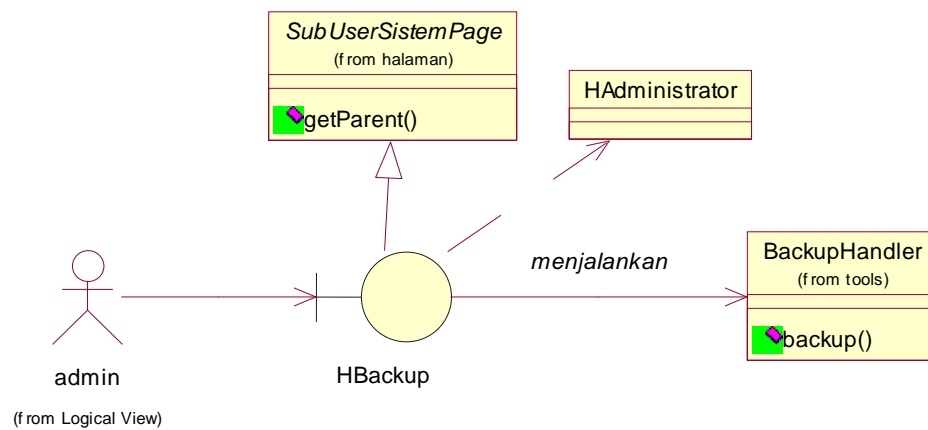 SubUserSistemPage
(from halaman)
getParent()
HAdministrator
menjalankan
BackupHandler
(from tools)
backup()
admin
(from Logical View)
HBackup